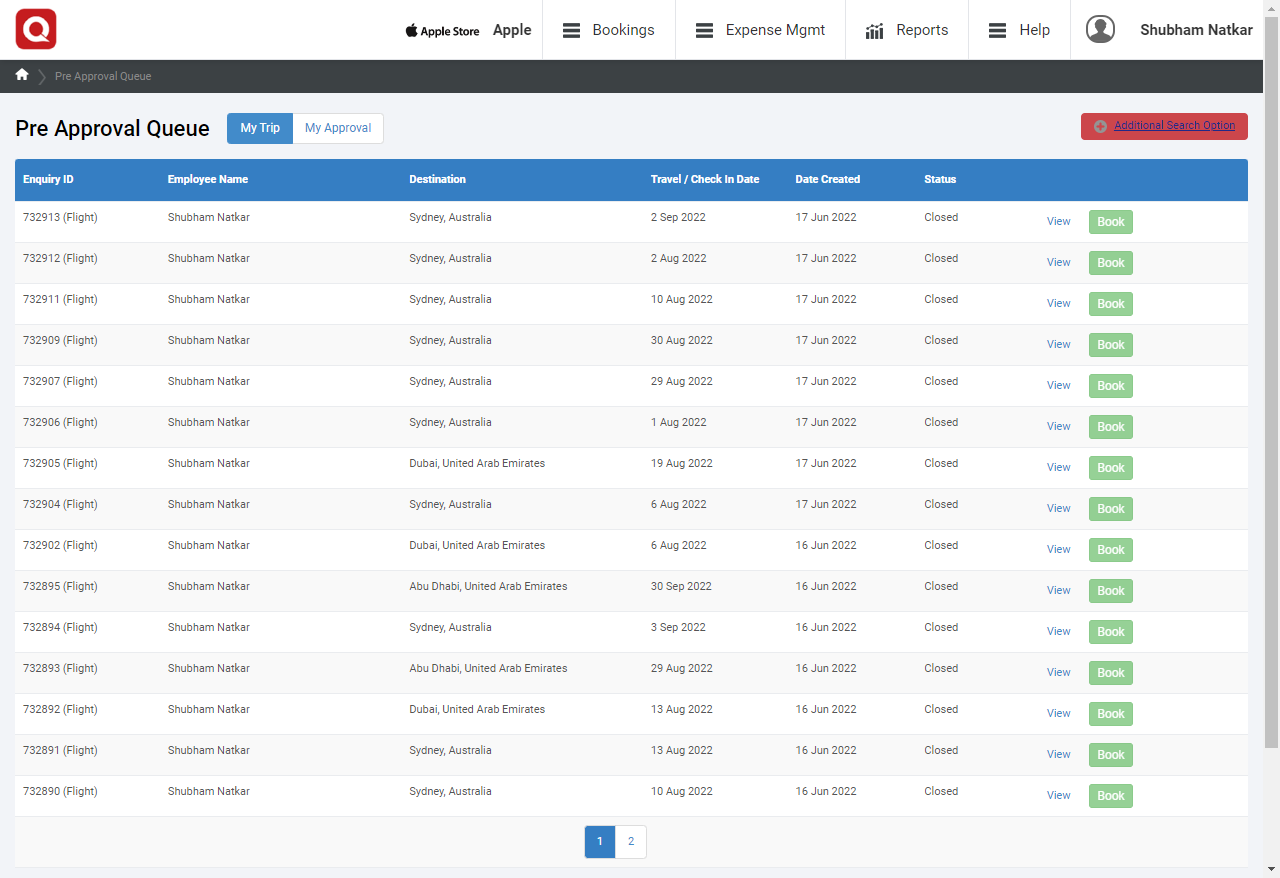 Apple Store Apple Bookings Expense Mgmt Reports Help Shubham Natkar
Pre Approval Queue
Pre Approval Queue My Trip My Approval Additional Search Option
Enquiry ID Employee Name Destination Travel / Check In Date Date Created Status
732913 (Flight) Shubham Natkar Sydney, Australia 2 Sep 2022 17 Jun 2022 Closed View Book
732912 (Flight) Shubham Natkar Sydney, Australia 2 Aug 2022 17 Jun 2022 Closed View Book
732911 (Flight) Shubham Natkar Sydney, Australia 10 Aug 2022 17 Jun 2022 Closed View Book
732909 (Flight) Shubham Natkar Sydney, Australia 30 Aug 2022 17 Jun 2022 Closed View Book
732907 (Flight) Shubham Natkar Sydney, Australia 29 Aug 2022 17 Jun 2022 Closed View Book
732906 (Flight) Shubham Natkar Sydney, Australia 1 Aug 2022 17 Jun 2022 Closed View Book
732905 (Flight) Shubham Natkar Dubai, United Arab Emirates 19 Aug 2022 17 Jun 2022 Closed View Book
732904 (Flight) Shubham Natkar Sydney, Australia 6 Aug 2022 17 Jun 2022 Closed View Book
732902 (Flight) Shubham Natkar Dubai, United Arab Emirates 6 Aug 2022 16 Jun 2022 Closed View Book
732895 (Flight) Shubham Natkar Abu Dhabi, United Arab Emirates 30 Sep 2022 16 Jun 2022 Closed View Book
732894 (Flight) Shubham Natkar Sydney, Australia 3 Sep 2022 16 Jun 2022 Closed View Book
732893 (Flight) Shubham Natkar Abu Dhabi, United Arab Emirates 29 Aug 2022 16 Jun 2022 Closed View Book
732892 (Flight) Shubham Natkar Dubai, United Arab Emirates 13 Aug 2022 16 Jun 2022 Closed View Book
732891 (Flight) Shubham Natkar Sydney, Australia 13 Aug 2022 16 Jun 2022 Closed View Book
732890 (Flight) Shubham Natkar Sydney, Australia 10 Aug 2022 16 Jun 2022 Closed View Book
1 2